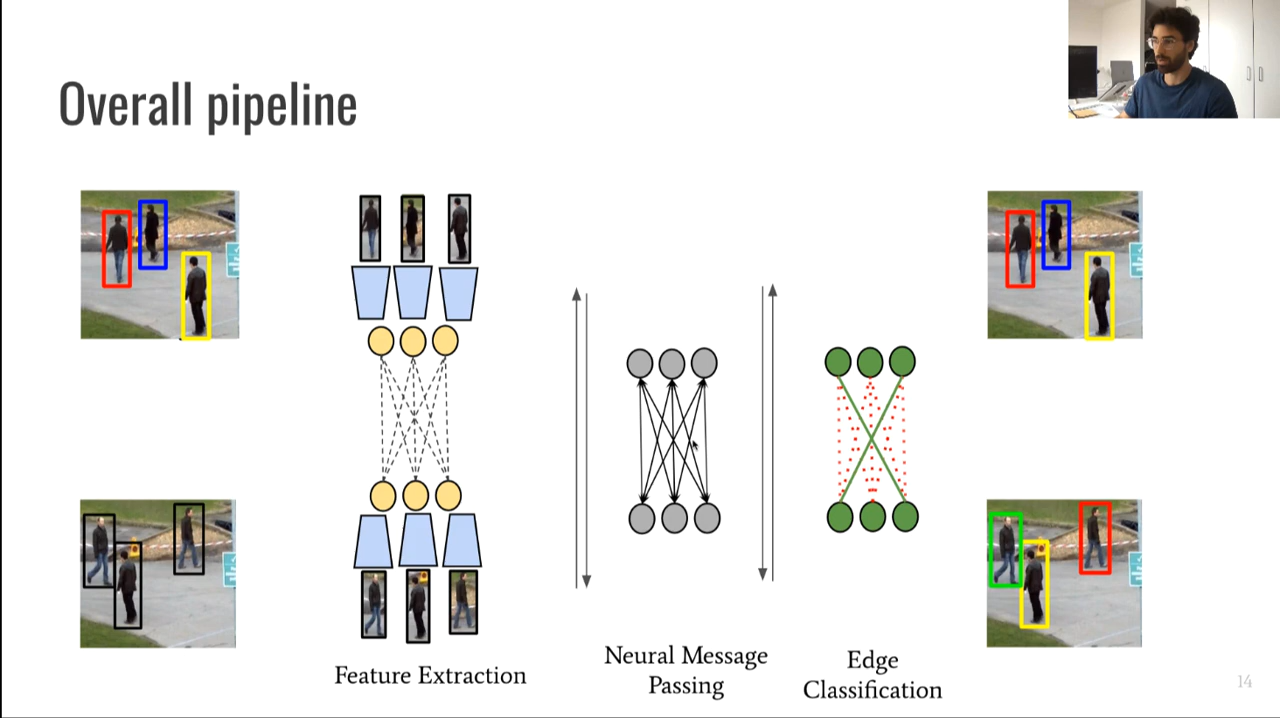 Overall pipeline
Feature Extraction
Neural Message
Passing
Edge
Classification
14